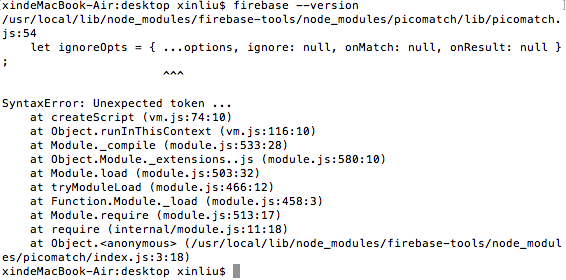 xindeMacBook-Air:desktop xinliu$ firebase --version
/usr/local/lib/node_modules/firebase-tools/node_modules/picomatch/lib/picomatch.
js:54
    let ignoreOpts = { ...options, ignore: null, onMatch: null, onResult: null }
;
                       ^^^

SyntaxError: Unexpected token ...
    at createScript (vm.js:74:10)
    at Object.runInThisContext (vm.js:116:10)
    at Module._compile (module.js:533:28)
    at Object.Module._extensions..js (module.js:580:10)
    at Module.load (module.js:503:32)
    at tryModuleLoad (module.js:466:12)
    at Function.Module._load (module.js:458:3)
    at Module.require (module.js:513:17)
    at require (internal/module.js:11:18)
    at Object.<anonymous> (/usr/local/lib/node_modules/firebase-tools/node_modul
es/picomatch/index.js:3:18)
xindeMacBook-Air:desktop xinliu$